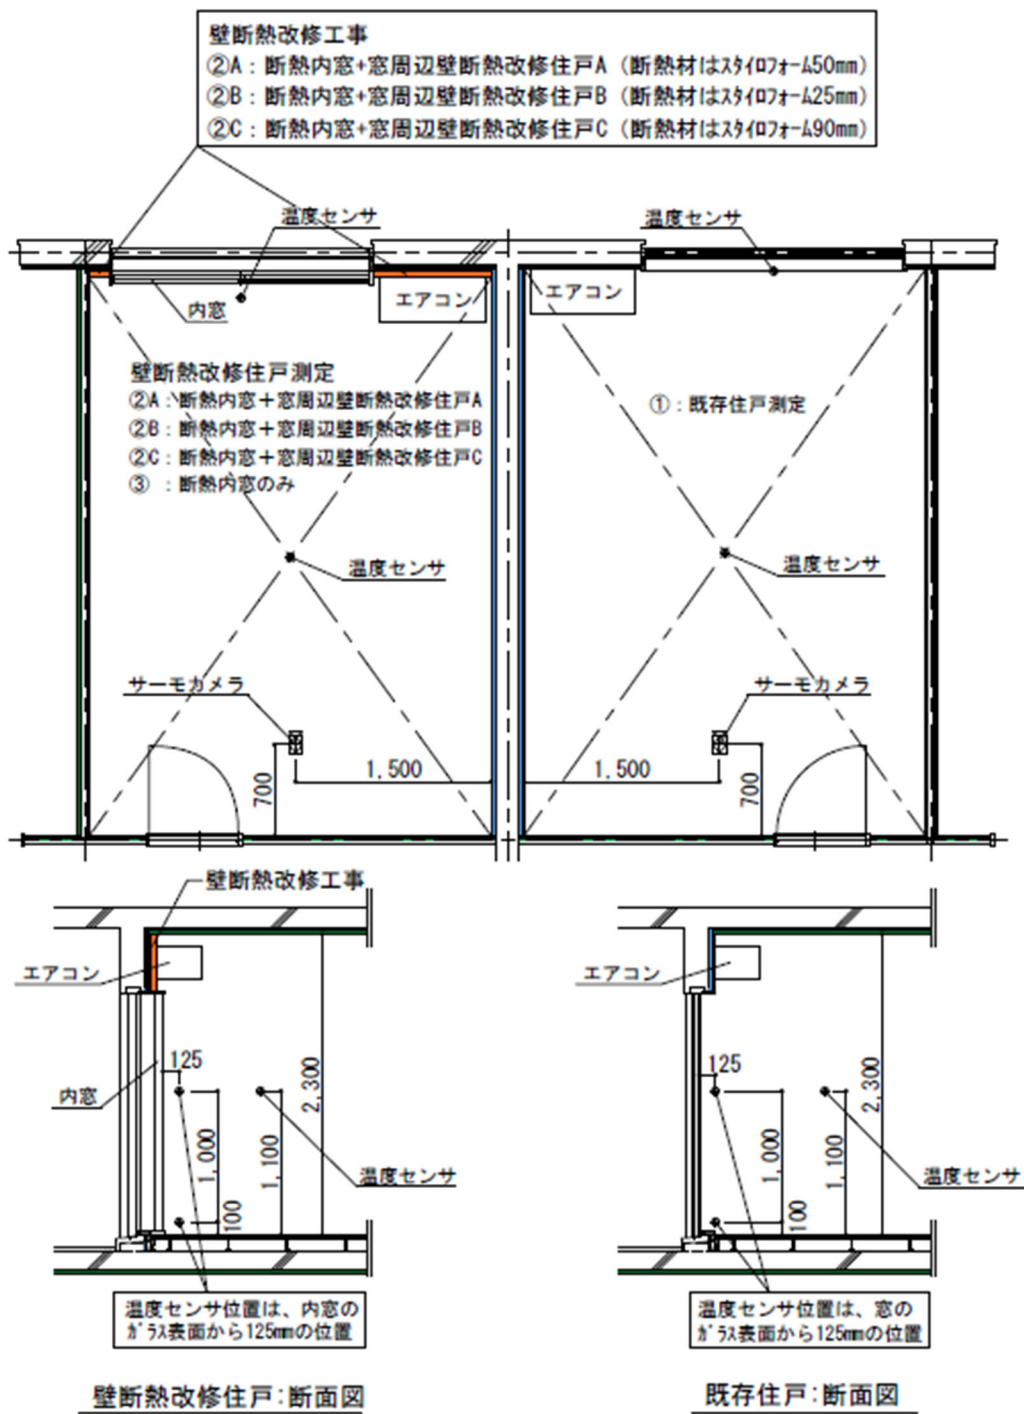 壁断熱改修工事
②A：断熱内窓+窓周辺壁断熱改修住戸A（断熱材はｽﾀｲﾛﾌｫｰﾑ50mm）
②B：断熱内窓+窓周辺壁断熱改修住戸B（断熱材はｽﾀｲﾛﾌｫｰﾑ25mm）
②C：断熱内窓+窓周辺壁断熱改修住戸C（断熱材はｽﾀｲﾛﾌｫｰﾑ90mm）
温度センサ
温度センサ
内窓
エアコン
エアコン
壁断熱改修住戸測定
②A：断熱内窓＋窓周辺壁断熱改修住戸A
②B：断熱内窓＋窓周辺壁断熱改修住戸B
②C：断熱内窓＋窓周辺壁断熱改修住戸C
③ ：断熱内窓のみ
①：既存住戸測定
温度センサ
温度センサ
サーモカメラ
サーモカメラ
1,500
1,500
700
700
壁断熱改修工事
エアコン
エアコン
内窓
125
2,300
1,000
1,100
100
温度センサ
125
2,300
1,000
1,100
100
温度センサ
温度センサ位置は、内窓の
ｶﾞﾗｽ表面から125mmの位置
温度センサ位置は、窓の
ｶﾞﾗｽ表面から125mmの位置
壁断熱改修住戸：断面図
既存住戸：断面図